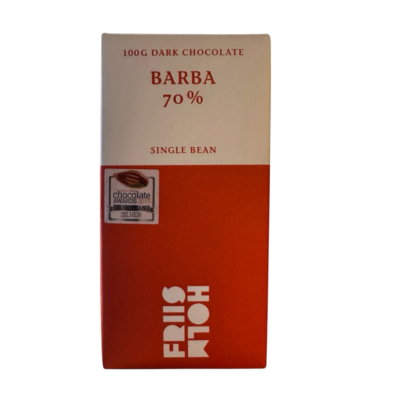 100G DARK CHOCOLATE
BARBA
70%
SINGLE BEAN
chocolate
AWARDS
SILVER
FRIIS
HOLM